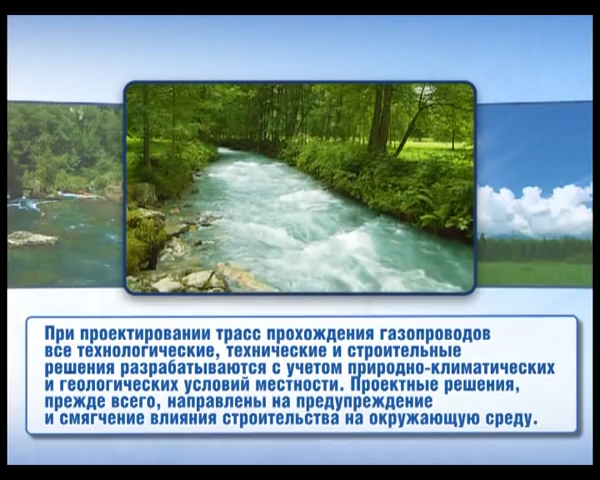 При проектировании трасс прохождения газопроводов
все технологические, технические и строительные
решения разрабатываются с учетом природно-климатических
и геологических условий местности. Проектные решения,
прежде всего, направлены на предупреждение
и смягчение влияния строительства на окружающую среду.